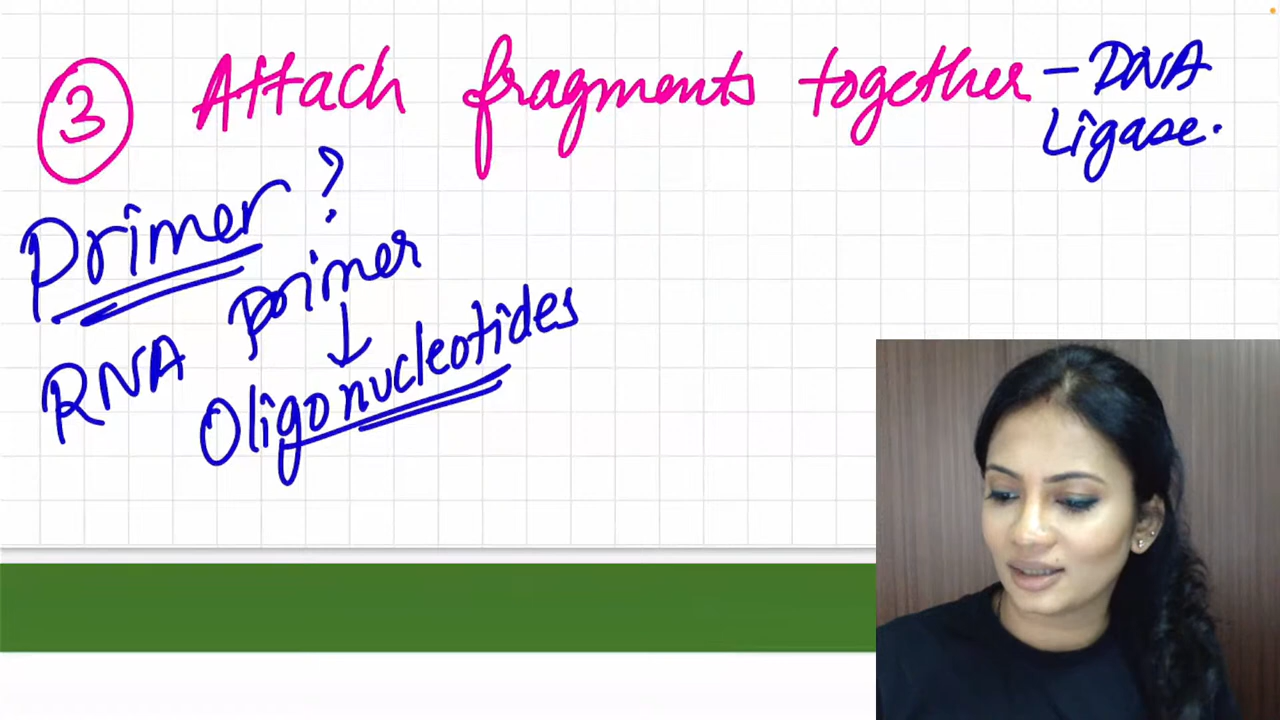 3 Attach fragments together - DNA
Ligase.
Primer?
RNA primer
↓
Oligonucleotides